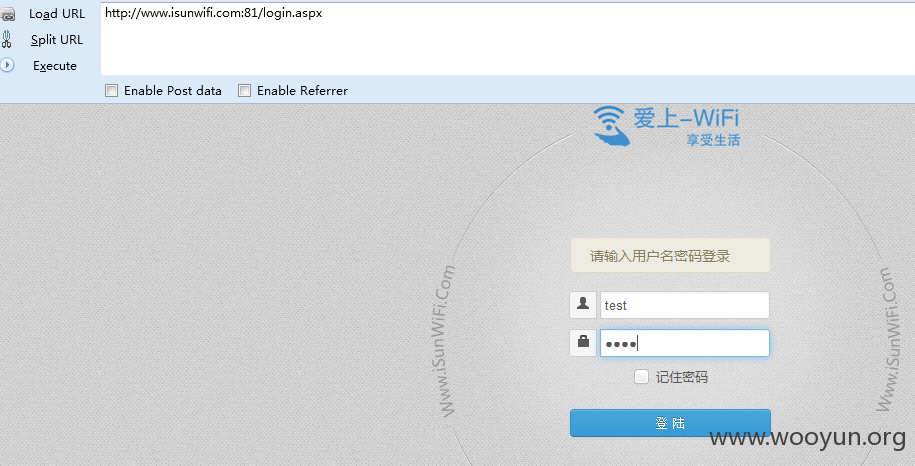 Load URL
http://www.isunwifi.com:81/login.aspx
Split URL
Execute
Enable Post data
Enable Referrer
爱上-WiFi
享受生活
请输入用户名密码登录
test
●●●●
记住密码
登 陆
Www.iSunWiFi.Com
Www.iSunWiFi.Com
www.wooyun.org